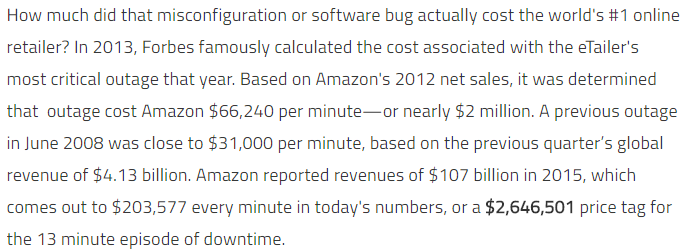 How much did that misconfiguration or software bug actually cost the world's #1 online
retailer? In 2013, Forbes famously calculated the cost associated with the eTailer's
most critical outage that year. Based on Amazon's 2012 net sales, it was determined
that outage cost Amazon $66,240 per minute—or nearly $2 million. A previous outage
in June 2008 was close to $31,000 per minute, based on the previous quarter’s global
revenue of $4.13 billion. Amazon reported revenues of $107 billion in 2015, which
comes out to $203,577 every minute in today's numbers, or a $2,646,501 price tag for
the 13 minute episode of downtime.